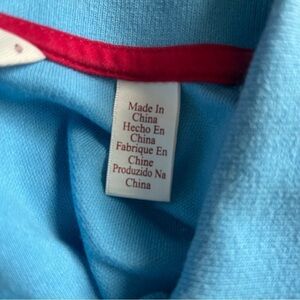 Made In
China
Hecho En
China
Fabrique En
Chine
Produzido Na
China